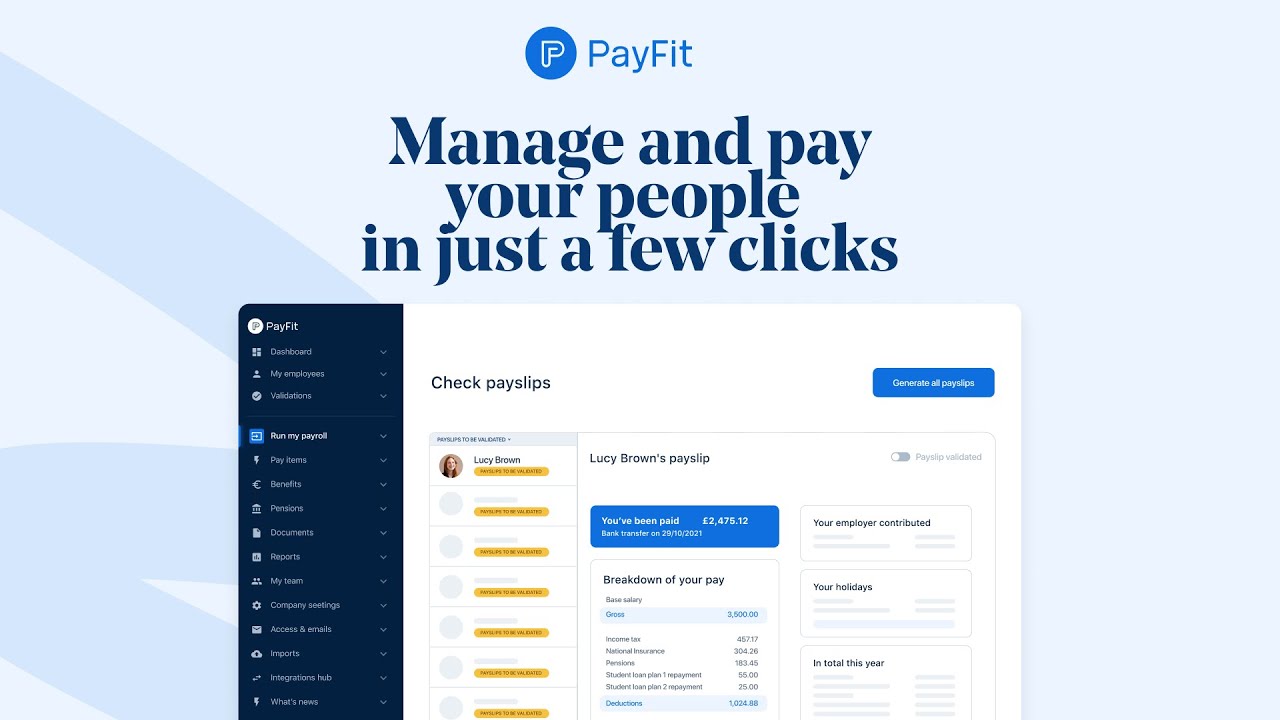 PayFit
Manage and pay
your people
in just a few clicks
PayFit
Dashboard
My employees
Validations
Run my payroll
Pay items
Benefits
Pensions
Documents
Reports
My team
Company seetings
Access & emails
Imports
Integrations hub
What's news
Check payslips
Generate all payslips
PAYSLIPS TO BE VALIDATED
Lucy Brown
PAYSLIPS TO BE VALIDATED
PAYSLIPS TO BE VALIDATED
PAYSLIPS TO BE VALIDATED
PAYSLIPS TO BE VALIDATED
PAYSLIPS TO BE VALIDATED
PAYSLIPS TO BE VALIDATED
PAYSLIPS TO BE VALIDATED
Lucy Brown's payslip
Payslip validated
You've been paid £2,475.12
Bank transfer on 29/10/2021
Breakdown of your pay
Base salary
Gross 3,500.00
Income tax 457.17
National Insurance 304.26
Pensions 183.45
Student loan plan 1 repayment 55.00
Student loan plan 2 repayment 25.00
Deductions 1,024.88
Your employer contributed
Your holidays
In total this year